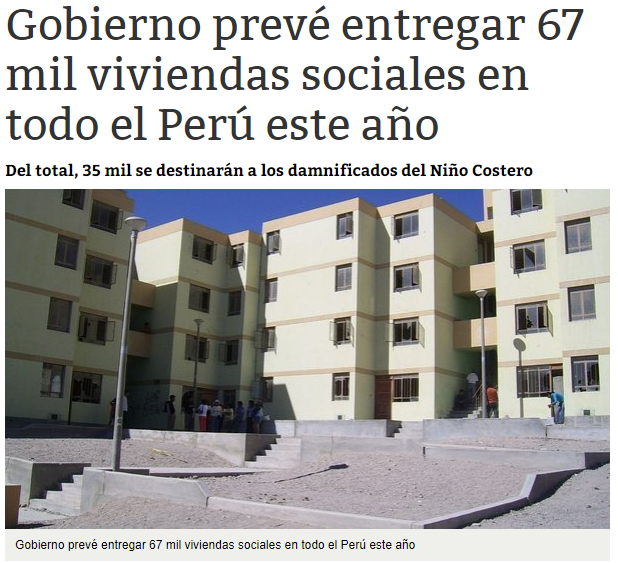 Gobierno prevé entregar 67
mil viviendas sociales en
todo el Perú este año
Del total, 35 mil se destinarán a los damnificados del Niño Costero
Gobierno prevé entregar 67 mil viviendas sociales en todo el Perú este año